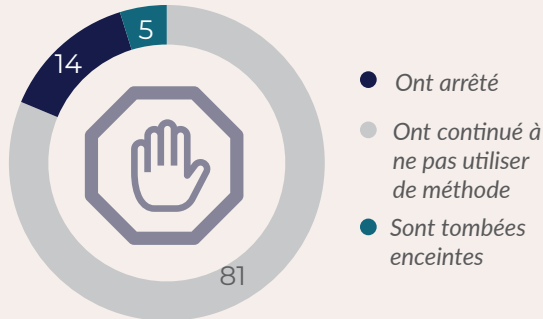 5
14
81
Ont arrêté
Ont continué à
ne pas utiliser
de méthode
Sont tombées
enceintes